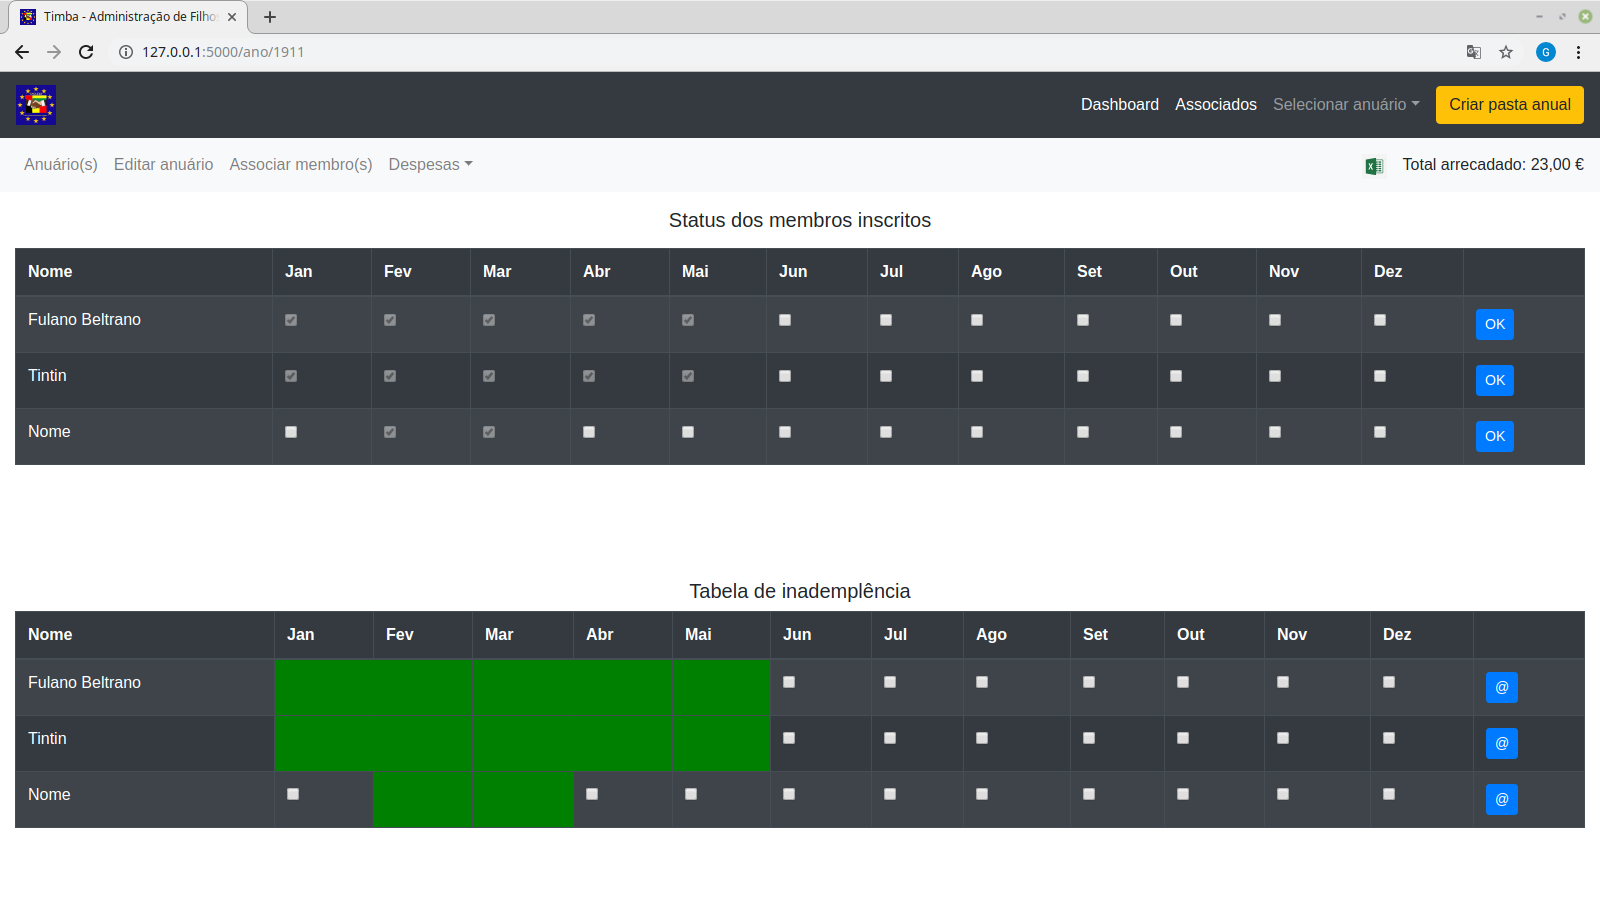 Timba - Administração de Filho
127.0.0.1:5000/ano/1911
G
Dashboard Associados Selecionar anuário Criar pasta anual
Anuário(s) Editar anuário Associar membro(s) Despesas Total arrecadado: 23,00 €
Status dos membros inscritos
Nome Jan Fev Mar Abr Mai Jun Jul Ago Set Out Nov Dez
Fulano Beltrano OK
Tintin OK
Nome OK
Tabela de inademplência
Nome Jan Fev Mar Abr Mai Jun Jul Ago Set Out Nov Dez
Fulano Beltrano @
Tintin @
Nome @